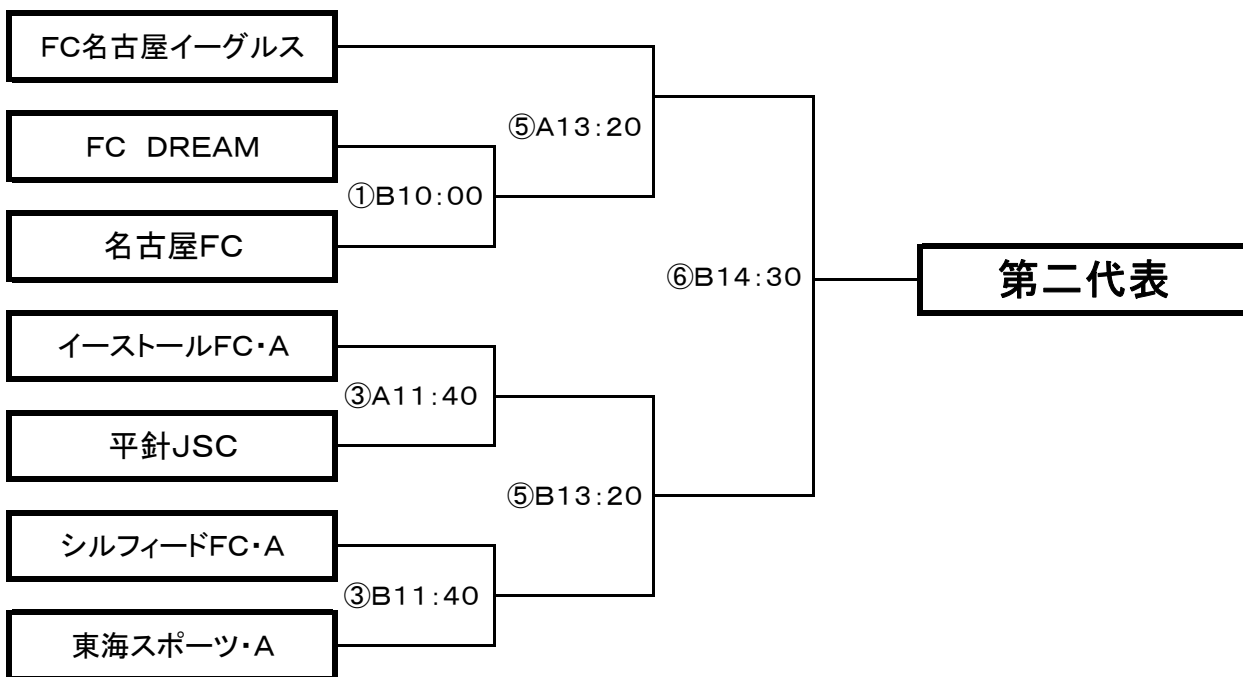 FC名古屋イーグルス
⑤A13:20
FC　DREAM
①B10:00
名古屋FC
⑥B14:30
第二代表
イーストールFC・A
③A11:40
平針JSC
⑤B13:20
シルフィードFC・A
③B11:40
東海スポーツ・A